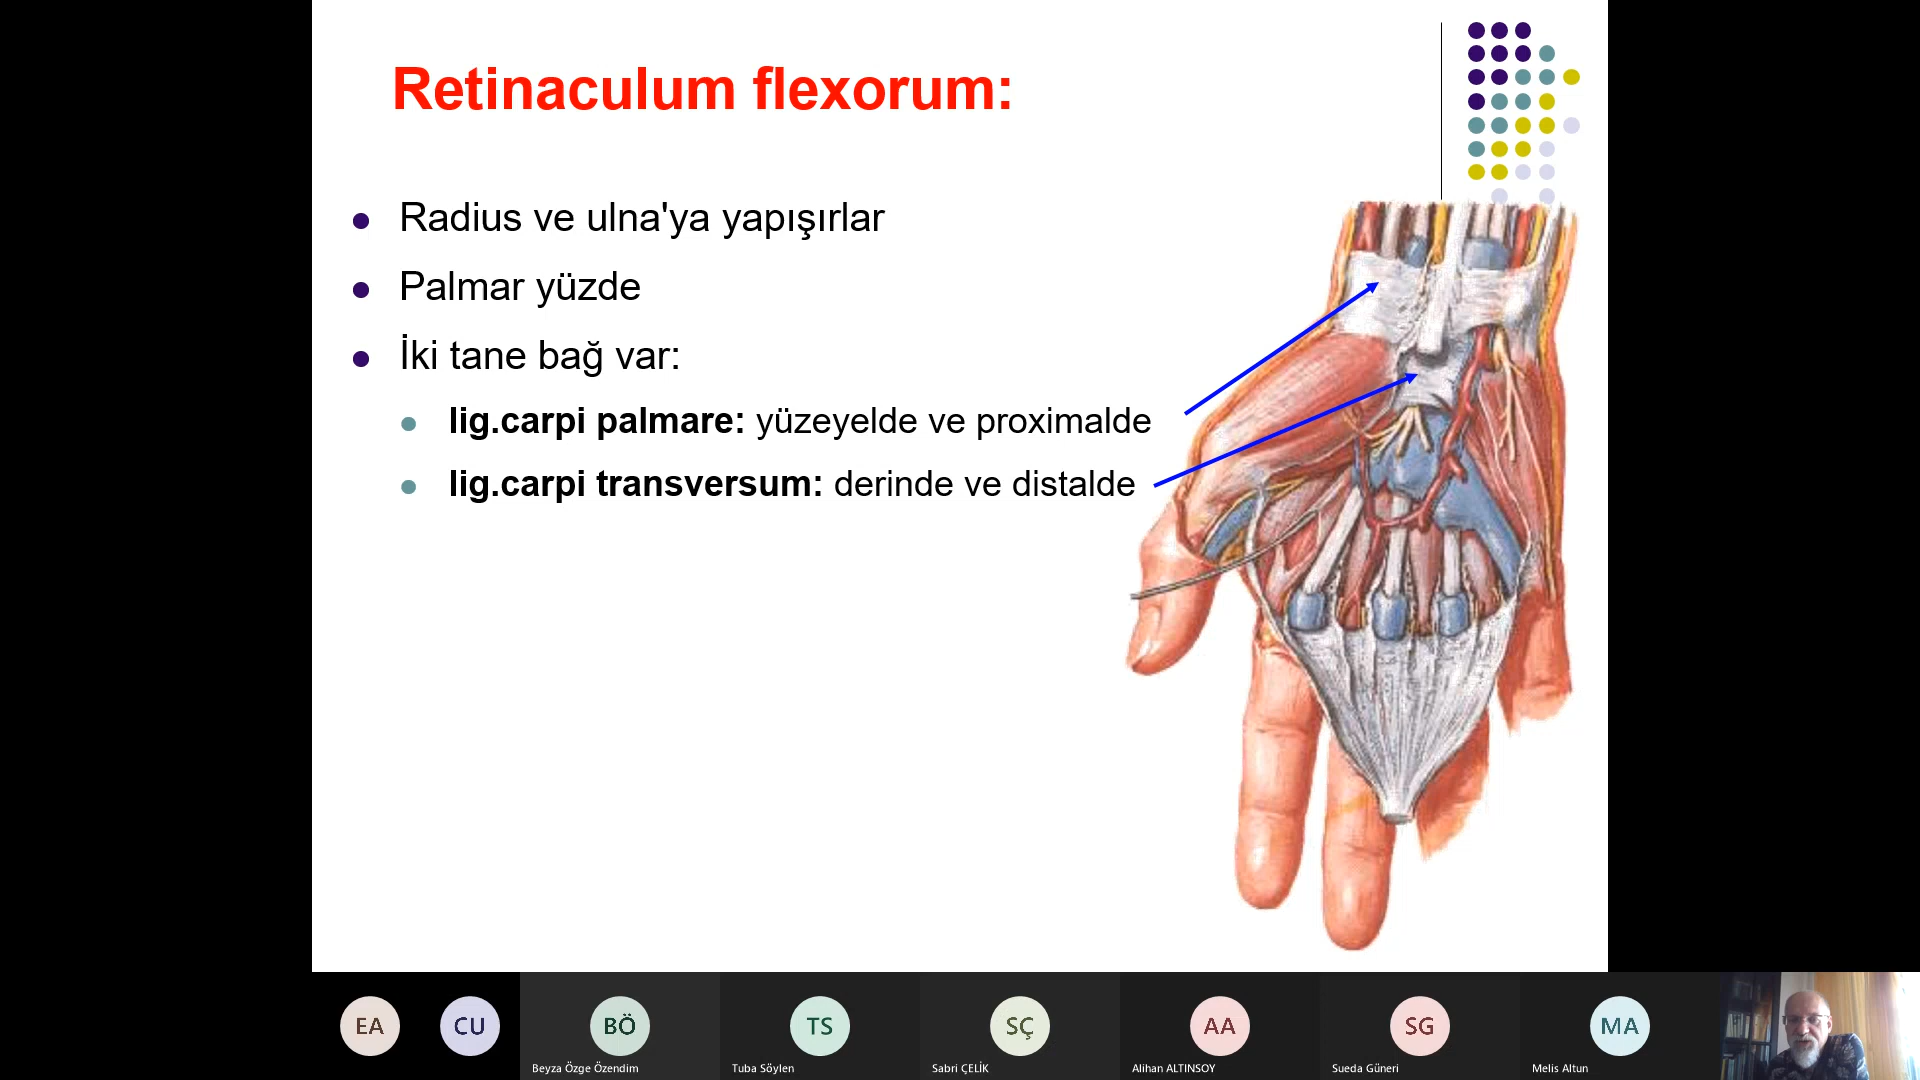 Retinaculum flexorum:
Radius ve ulna'ya yapışırlar
Palmar yüzde
İki tane bağ var:
lig.carpi palmare: yüzeyelde ve proximalde
lig.carpi transversum: derinde ve distalde
EA
CU
BÖ
TS
SÇ
AA
SG
MA
Beyza Özge Özendim
Tuba Söylen
Sabri ÇELİK
Alihan ALTINSOY
Sueda Güneri
Melis Altun